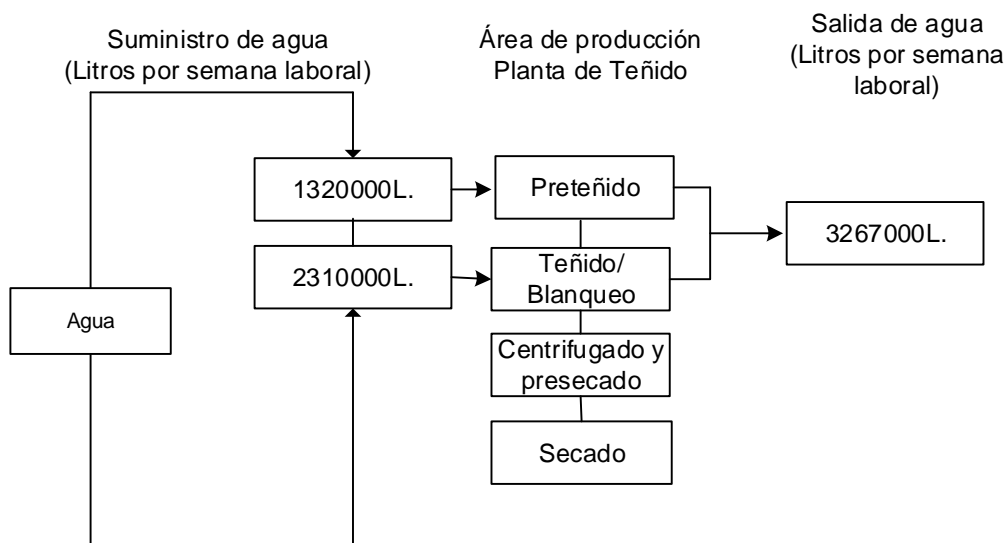 Suministro de agua
(Litros por semana laboral)
Área de producción
Planta de Teñido
Salida de agua
(Litros por semana
laboral)
1320000L.
Preteñido
3267000L.
2310000L.
Teñido/
Blanqueo
Agua
Centrifugado y
presecado
Secado